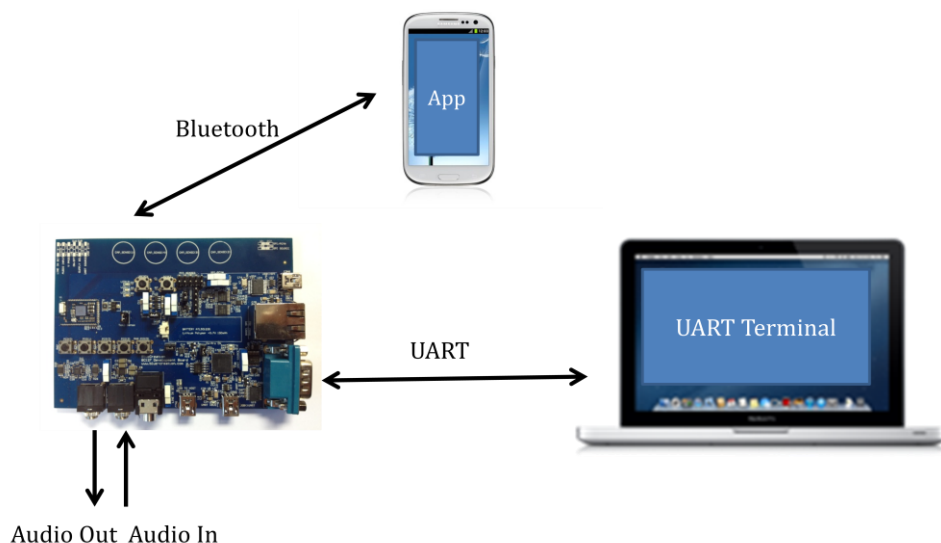 App
Bluetooth
UART Terminal
UART
Audio Out Audio In